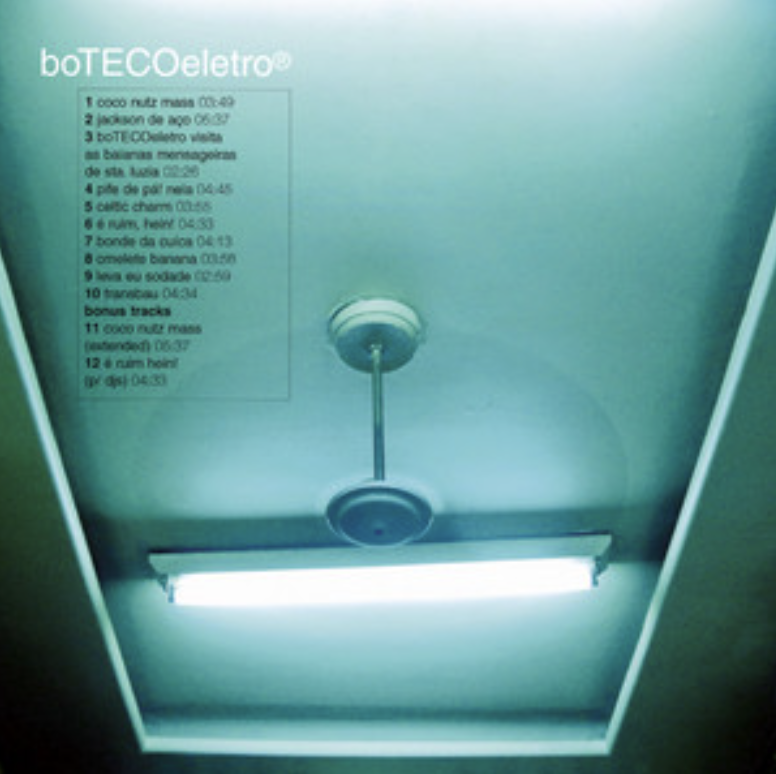 boTECOeletro®
1 coco nutz mass 03:49
2 jackson de aço 05:37
3 boTECOeletro visita
as baianas mensageiras
de sta. luzia 02:26
4 pife de pá! nela 04:45
5 celtic charm 03:55
6 é ruim, hein! 04:33
7 bonde da cuíca 04:13
8 omelete banana 03:58
9 leva eu sodade 02:59
10 transbau 04:34
bonus tracks
11 coco nutz mass
(extended) 05:37
12 é ruim hein!
(p/ djs) 04:33